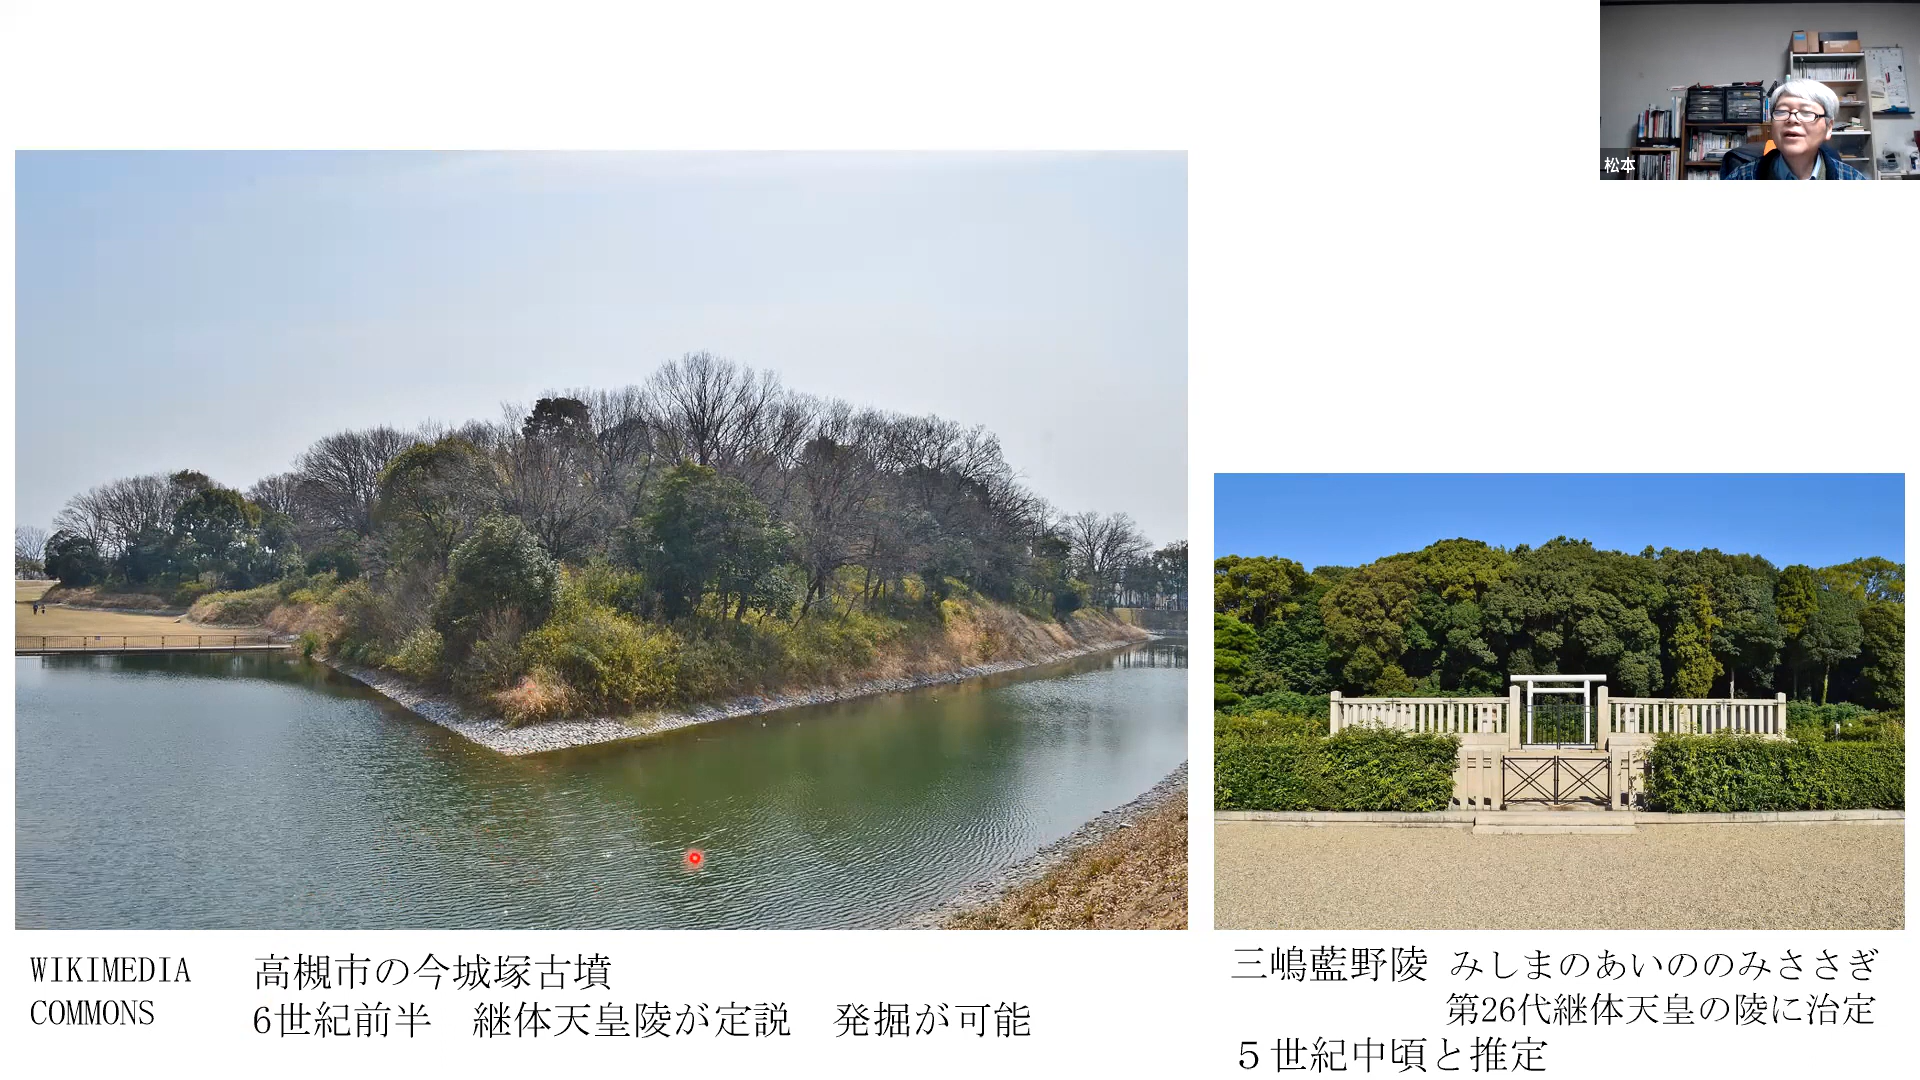 松本
WIKIMEDIA
COMMONS
高槻市の今城塚古墳
6世紀前半　継体天皇陵が定説　発掘が可能
三嶋藍野陵 みしまのあいののみささぎ
第26代継体天皇の陵に治定
５世紀中頃と推定